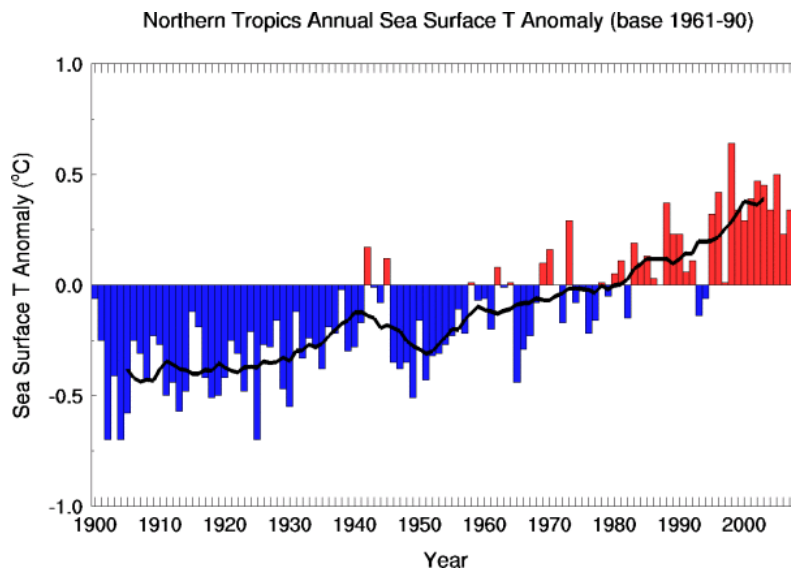 Northern Tropics Annual Sea Surface T Anomaly (base 1961-90)
1.0
0.5
0.0
-0.5
-1.0
Sea Surface T Anomaly (ºC)
1900 1910 1920 1930 1940 1950 1960 1970 1980 1990 2000
Year